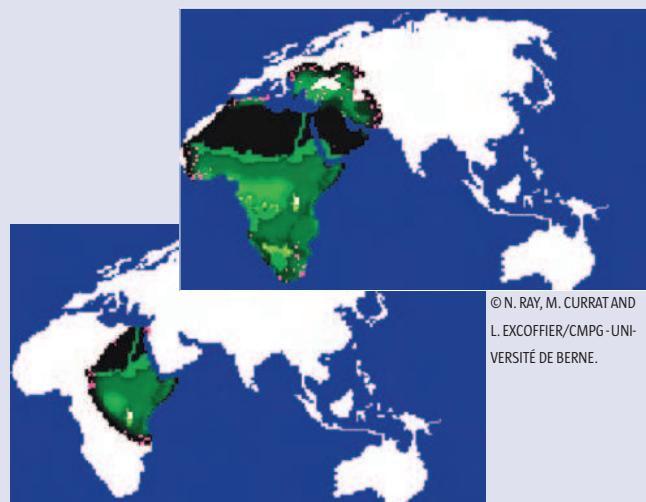 © N. RAY, M. CURRAT AND
L. EXCOFFIER/CMPG-UNI-
VERSITÉ DE BERNE.